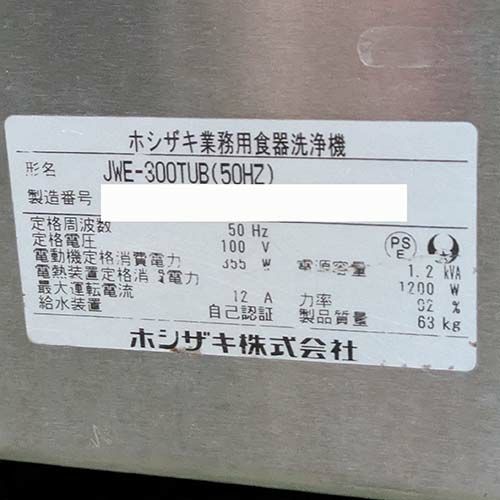 ホシザキ業務用食器洗浄機
形名 JWE-300TUB(50HZ)
製造番号
定格周波数 50 Hz
定格電圧 100 V
電動機定格消費電力 355 W 電源容量 1.2 kVA
電熱装置定格消 電力 1200 W
最大運転電流 12 A 力率 92 %
給水装置 自己認証 製品質量 63 kg
PS
E
ホシザキ株式会社